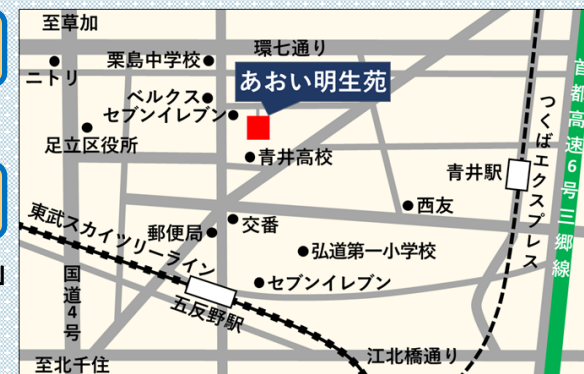 至草加
環七通り
栗島中学校
ニトリ
あおい明生苑
ベルクス
セブンイレブン
足立区役所
青井高校
青井駅
つくばエクスプレス
首都高速6号三郷線
西友
東武スカイツリーライン
郵便局
交番
弘道第一小学校
セブンイレブン
国道4号
五反野駅
江北橋通り
至北千住